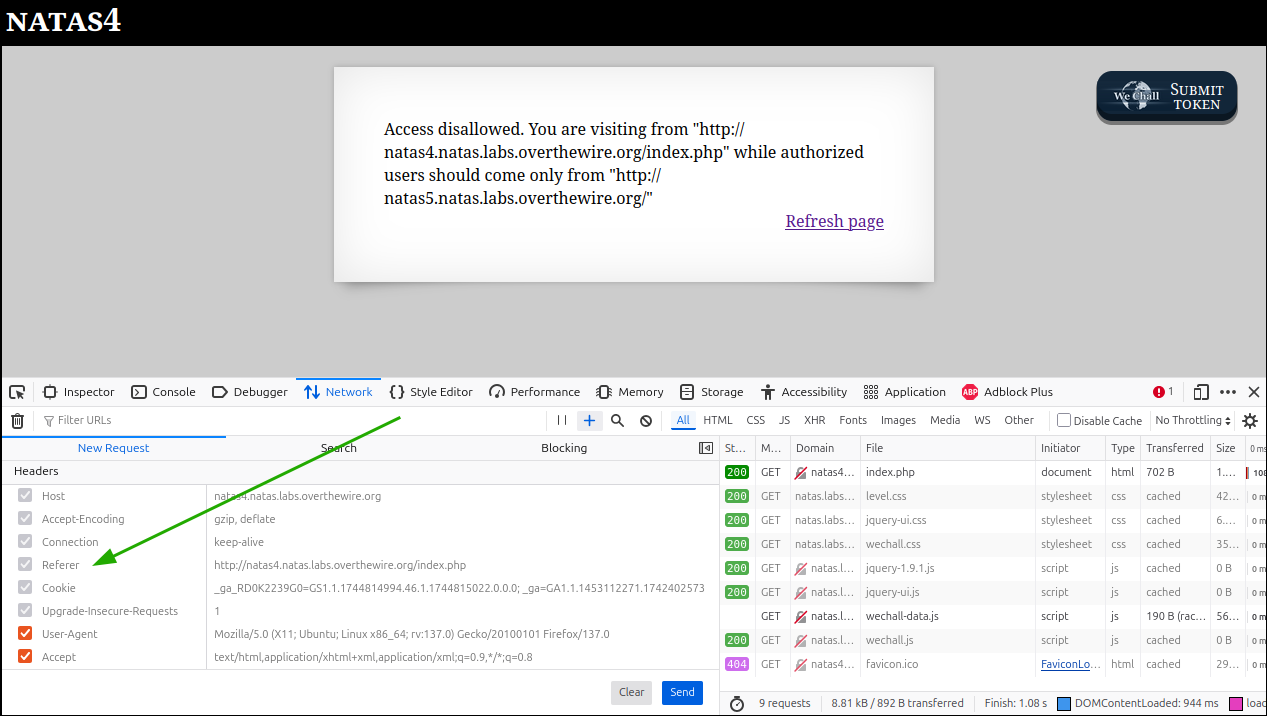 NATAS4
We Chall
SUBMIT
TOKEN
Access disallowed. You are visiting from "http://
natas4.natas.labs.overthewire.org/index.php" while authorized
users should come only from "http://
natas5.natas.labs.overthewire.org/"
Refresh page
Inspector Console Debugger Network Style Editor Performance Memory Storage Accessibility Application ABP Adblock Plus 1
Filter URLs All HTML CSS JS XHR Fonts Images Media WS Other Disable Cache No Throttling
New Request Search Blocking
Headers
Host natas4.natas.labs.overthewire.org
Accept-Encoding gzip, deflate
Connection keep-alive
Referer http://natas4.natas.labs.overthewire.org/index.php
Cookie _ga_RD0K2239G0=GS1.1.1744814994.46.1.1744815022.0.0.0; _ga=GA1.1.1453112271.1742402573
Upgrade-Insecure-Requests 1
User-Agent Mozilla/5.0 (X11; Ubuntu; Linux x86_64; rv:137.0) Gecko/20100101 Firefox/137.0
Accept text/html,application/xhtml+xml,application/xml;q=0.9,*/*;q=0.8
Clear Send
St... M... Domain File Initiator Type Transferred Size 0 ms
200 GET natas4... index.php document html 702 B 1.... 108
200 GET natas.labs... level.css stylesheet css cached 42... 0 m
200 GET natas.labs... jquery-ui.css stylesheet css cached 6.... 0 m
200 GET natas.labs... wechall.css stylesheet css cached 35... 0 m
200 GET natas.l... jquery-1.9.1.js script js cached 0 B 0 m
200 GET natas.l... jquery-ui.js script js cached 0 B 0 m
GET natas.l... wechall-data.js script js 190 B (rac... 56... 0 m
200 GET natas.l... wechall.js script js cached 0 B 0 m
404 GET natas4... favicon.ico FaviconLo... html cached 29... 0 m
9 requests 8.81 kB / 892 B transferred Finish: 1.08 s DOMContentLoaded: 944 ms load